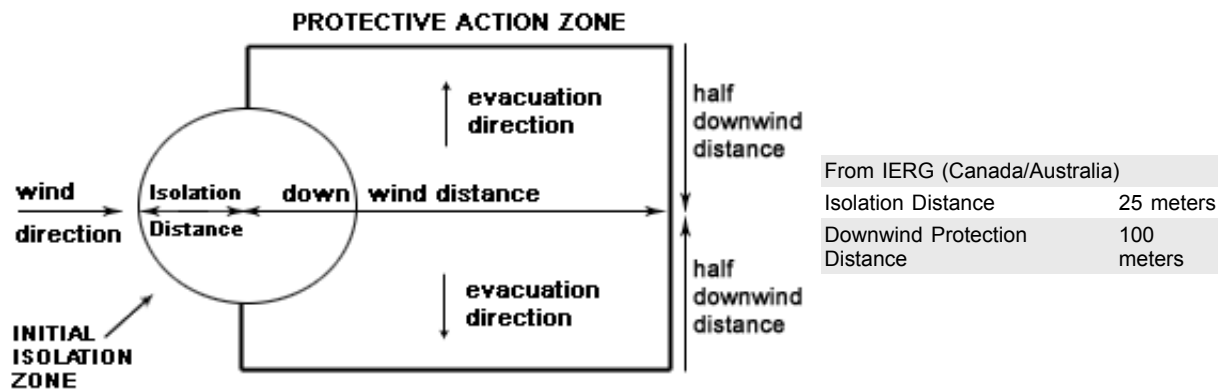 PROTECTIVE ACTION ZONE
evacuation
direction
half
downwind
distance
wind
direction
Isolation
Distance
down wind distance
evacuation
direction
half
downwind
distance
INITIAL
ISOLATION
ZONE
From IERG (Canada/Australia)
Isolation Distance 25 meters
Downwind Protection 100
Distance meters